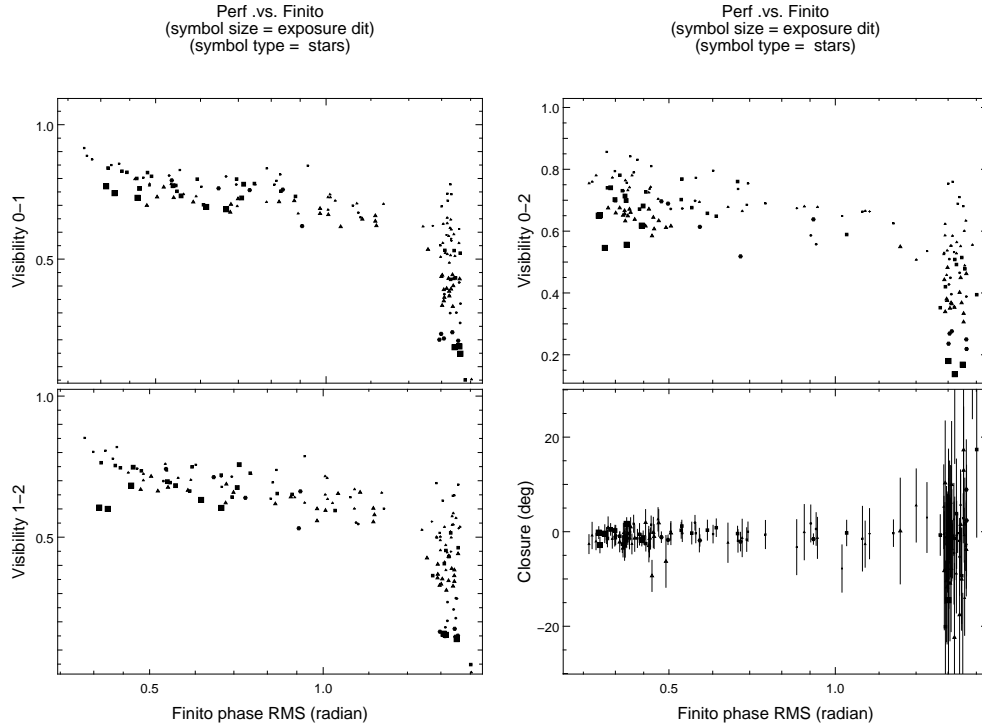 Perf .vs. Finito
(symbol size = exposure dit)
(symbol type =  stars)
Perf .vs. Finito
(symbol size = exposure dit)
(symbol type =  stars)
1.0
0.5
Visibility 0−1
1.0
0.8
0.6
0.4
0.2
Visibility 0−2
1.0
0.5
Visibility 1−2
0.5
1.0
Finito phase RMS (radian)
20
0
−20
Closure (deg)
0.5
1.0
Finito phase RMS (radian)